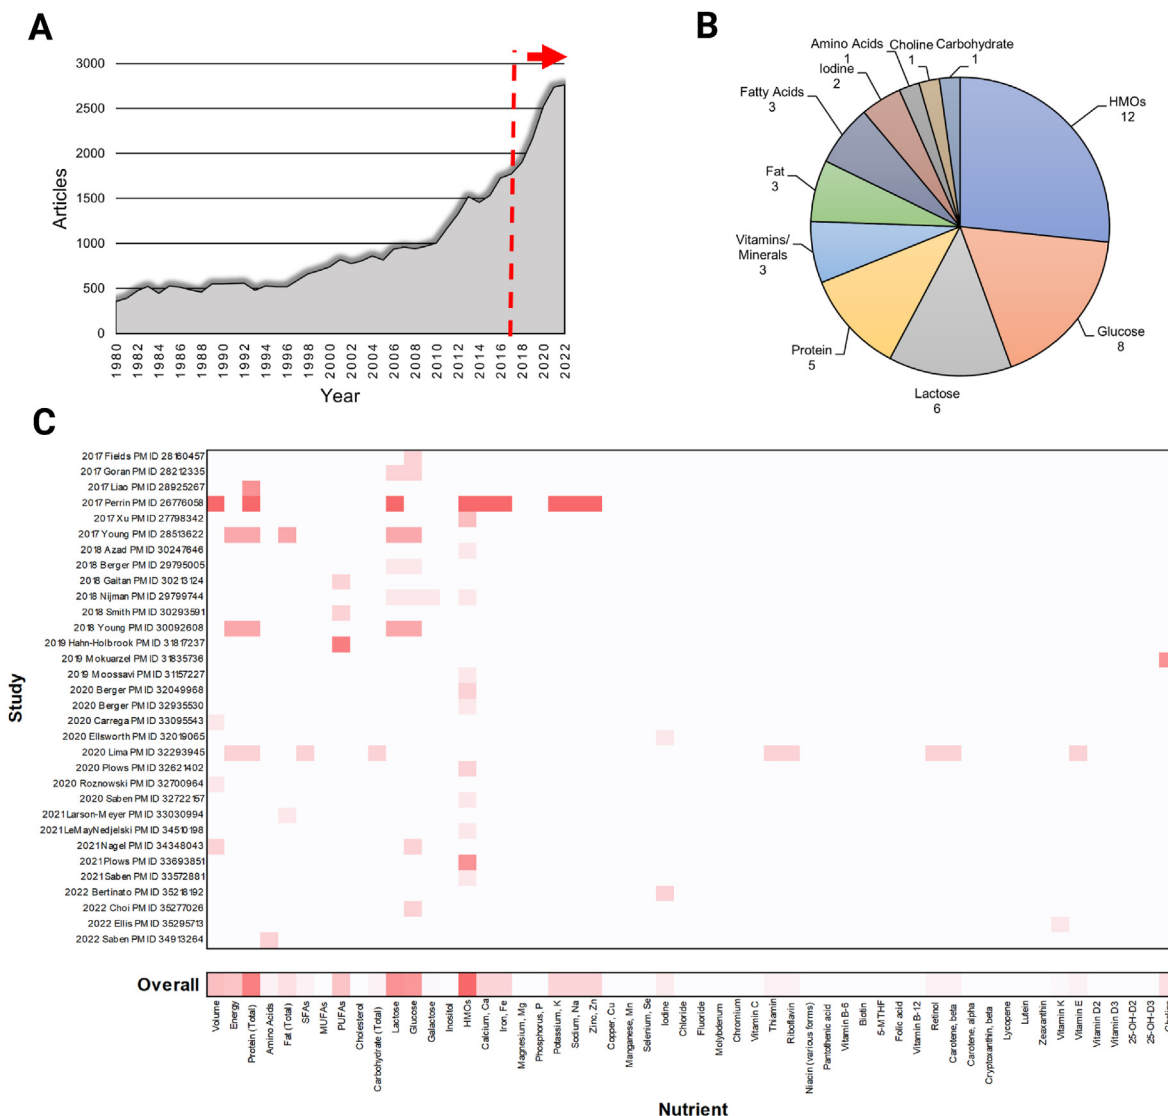 A
3000
2500
2000
1500
1000
500
0
Articles
1980
1982
1984
1986
1988
1990
1992
1994
1996
1998
2000
2002
2004
2006
2008
2010
2012
2014
2016
2018
2020
2022
Year
B
Amino Acids
1
Choline
1
Carbohydrate
1
Iodine
2
Fatty Acids
3
Fat
3
Vitamins/
Minerals
3
Protein
5
Lactose
6
Glucose
8
HMOs
12
C
Study
2017 Fields PMID 28160457
2017 Goran PMID 28212335
2017 Liao PMID 28925267
2017 Perrin PMID 26776058
2017 Xu PMID 27798342
2017 Young PMID 28513622
2018 Azad PMID 30247646
2018 Berger PMID 29795005
2018 Gaitan PMID 30213124
2018 Nijman PMID 29799744
2018 Smith PMID 30293591
2018 Young PMID 30092608
2019 Hahn-Holbrook PMID 31817237
2019 Mokuarzel PMID 31835736
2019 Moossavi PMID 31157227
2020 Berger PMID 32049968
2020 Berger PMID 32935530
2020 Carrega PMID 33095543
2020 Ellsworth PMID 32019065
2020 Lima PMID 32293945
2020 Plows PMID 32621402
2020 Roznowski PMID 32700964
2020 Saben PMID 32722157
2021 Larson-Meyer PMID 33030994
2021 LeMayNedjelski PMID 34510198
2021 Nagel PMID 34348043
2021 Plows PMID 33693851
2021 Saben PMID 33572881
2022 Bertinato PMID 35218192
2022 Choi PMID 35277026
2022 Ellis PMID 35295713
2022 Saben PMID 34913264
Overall
Volume
Energy
Protein (Total)
Amino Acids
Fat (Total)
SFAs
MUFAs
PUFAs
Cholesterol
Carbohydrate (Total)
Lactose
Glucose
Galactose
Inositol
HMOs
Calcium, Ca
Iron, Fe
Magnesium, Mg
Phosphorus, P
Potassium, K
Sodium, Na
Zinc, Zn
Copper, Cu
Manganese, Mn
Selenium, Se
Iodine
Chloride
Fluoride
Molybdenum
Chromium
Vitamin C
Thiamin
Riboflavin
Niacin (various forms)
Pantothenic acid
Vitamin B-6
Biotin
5-MTHF
Folic acid
Vitamin B-12
Retinol
Carotene, beta
Carotene, alpha
Cryptoxanthin, beta
Lycopene
Lutein
Zeaxanthin
Vitamin K
Vitamin E
Vitamin D2
Vitamin D3
25-OH-D2
25-OH-D3
Choline
Nutrient